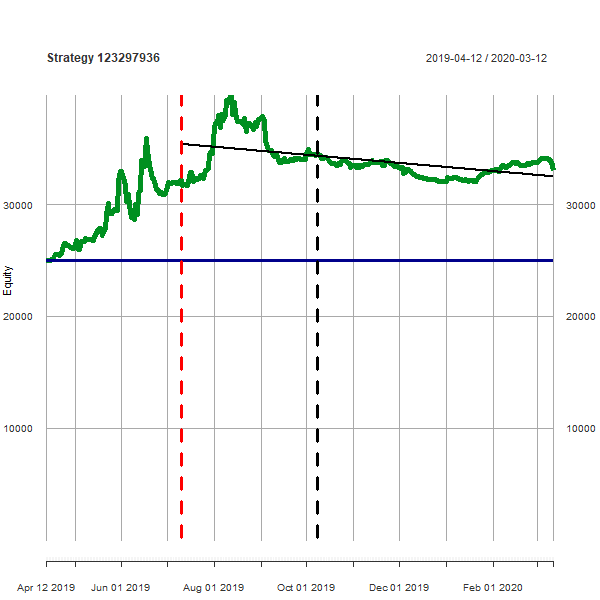 Strategy 123297936
2019-04-12 / 2020-03-12
30000
30000
Equity
20000
20000
10000
10000
Apr 12 2019
Jun 01 2019
Aug 01 2019
Oct 01 2019
Dec 01 2019
Feb 01 2020